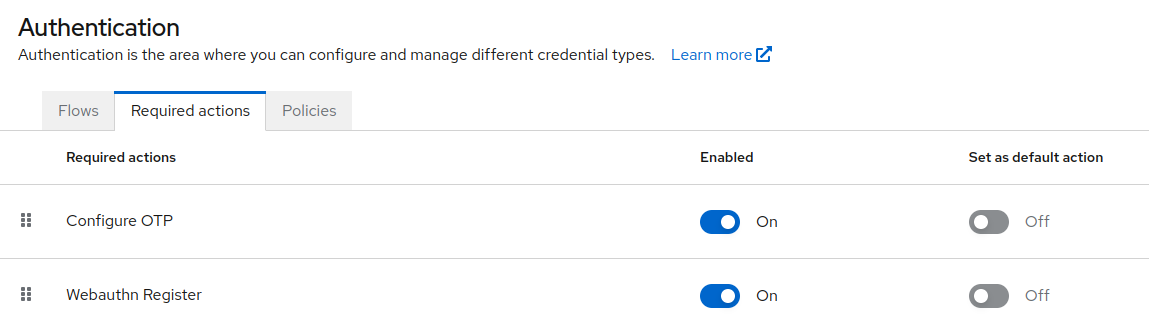 Authentication
Authentication is the area where you can configure and manage different credential types. Learn more
Flows Required actions Policies
Required actions Enabled Set as default action
Configure OTP On Off
Webauthn Register On Off